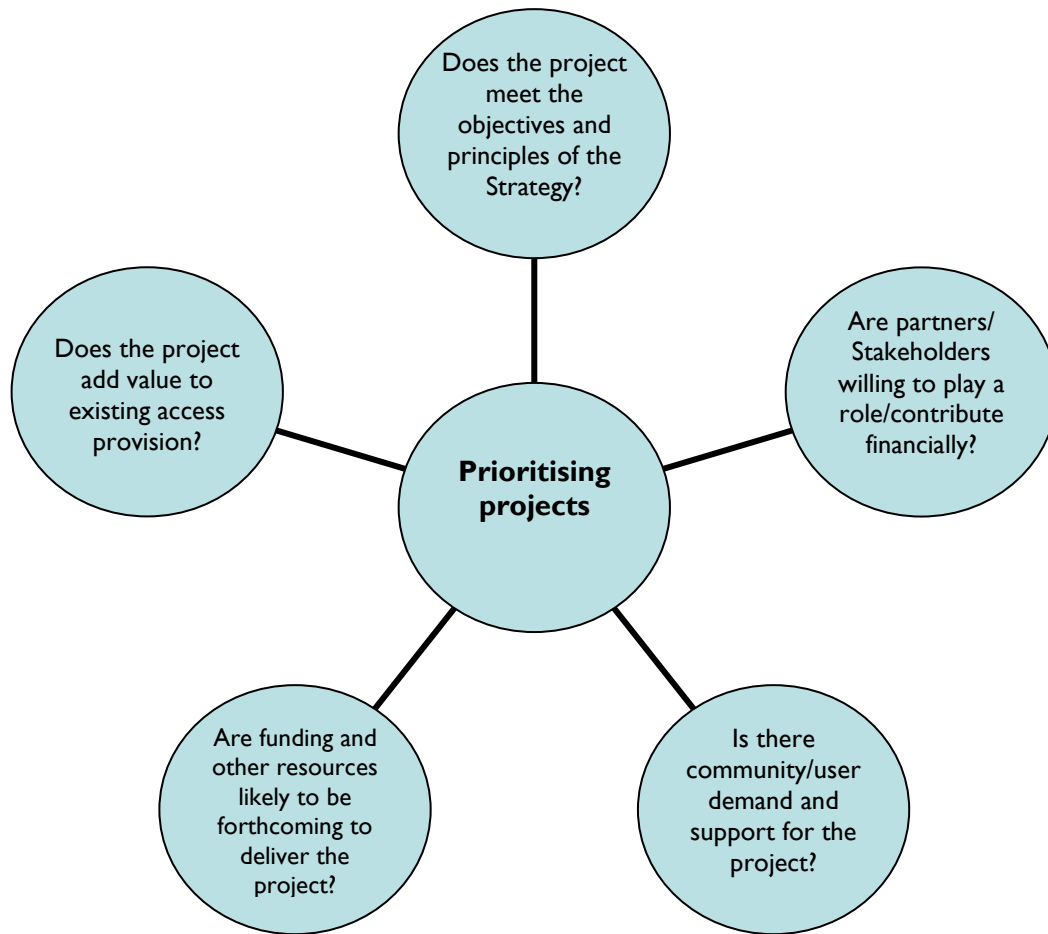 Does the project
meet the
objectives and
principles of the
Strategy?
Does the project
add value to
existing access
provision?
Are partners/
Stakeholders
willing to play a
role/contribute
financially?
Prioritising
projects
Are funding and
other resources
likely to be
forthcoming to
deliver the
project?
Is there
community/user
demand and
support for the
project?